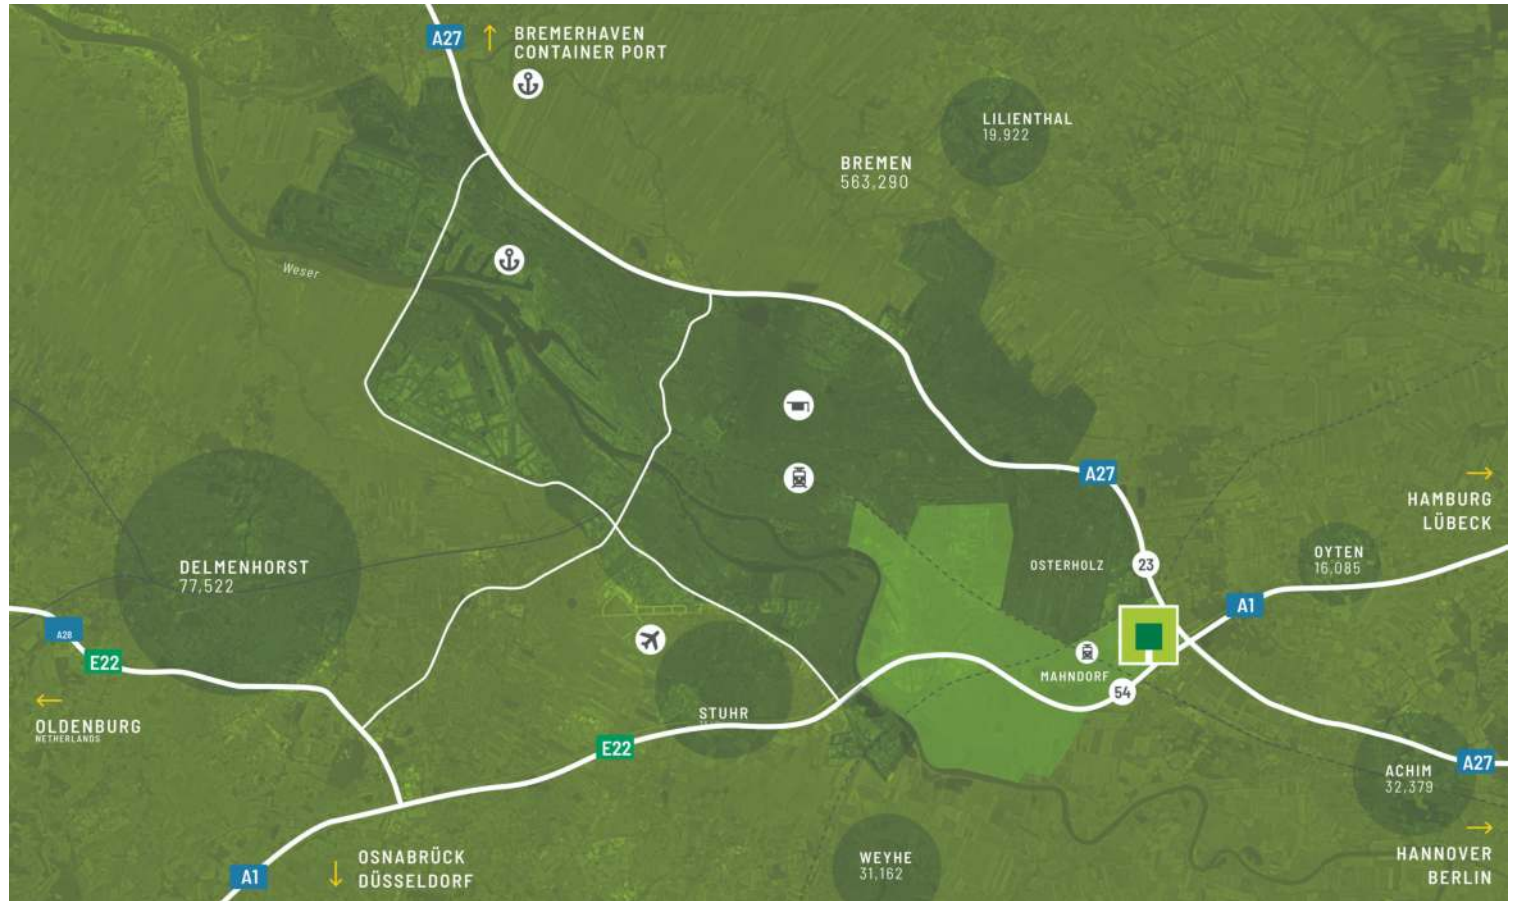 A27
BREMERHAVEN
CONTAINER PORT
LILIENTHAL
19,922
BREMEN
563,290
Weser
A27
HAMBURG
LÜBECK
OSTERHOLZ
23
OYTEN
16,085
DELMENHORST
77,522
A1
A28
E22
MAHNDORF
54
OLDENBURG
NETHERLANDS
STUHR
E22
A27
ACHIM
32,379
OSNABRÜCK
DÜSSELDORF
A1
WEYHE
31,162
HANNOVER
BERLIN